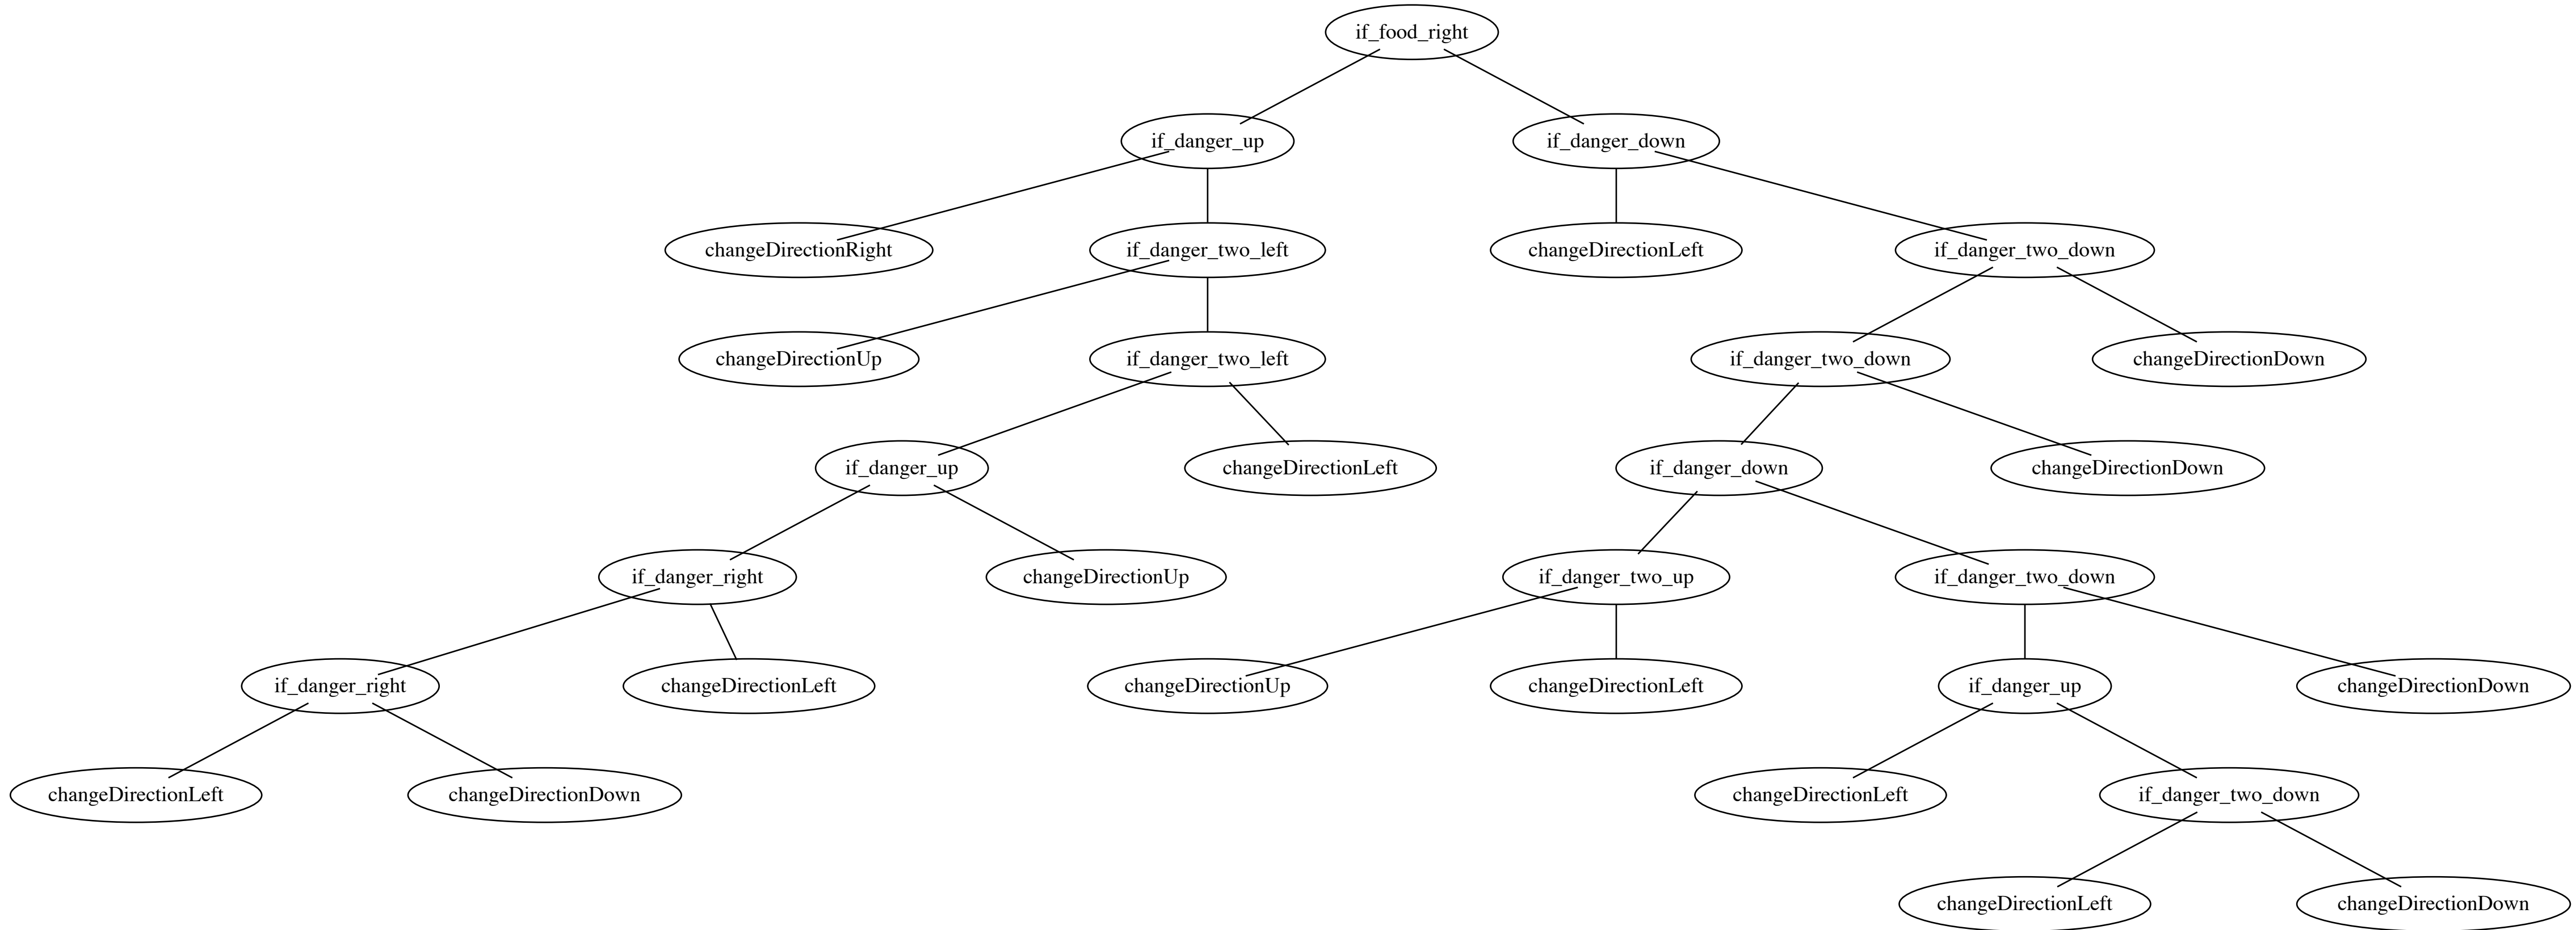 if_food_right
if_danger_up
if_danger_down
changeDirectionRight
if_danger_two_left
changeDirectionLeft
if_danger_two_down
changeDirectionUp
if_danger_two_left
if_danger_two_down
changeDirectionDown
if_danger_up
changeDirectionLeft
if_danger_down
changeDirectionDown
if_danger_right
changeDirectionUp
if_danger_two_up
if_danger_two_down
if_danger_right
changeDirectionLeft
changeDirectionUp
changeDirectionLeft
if_danger_up
changeDirectionDown
changeDirectionLeft
changeDirectionDown
changeDirectionLeft
if_danger_two_down
changeDirectionLeft
changeDirectionDown